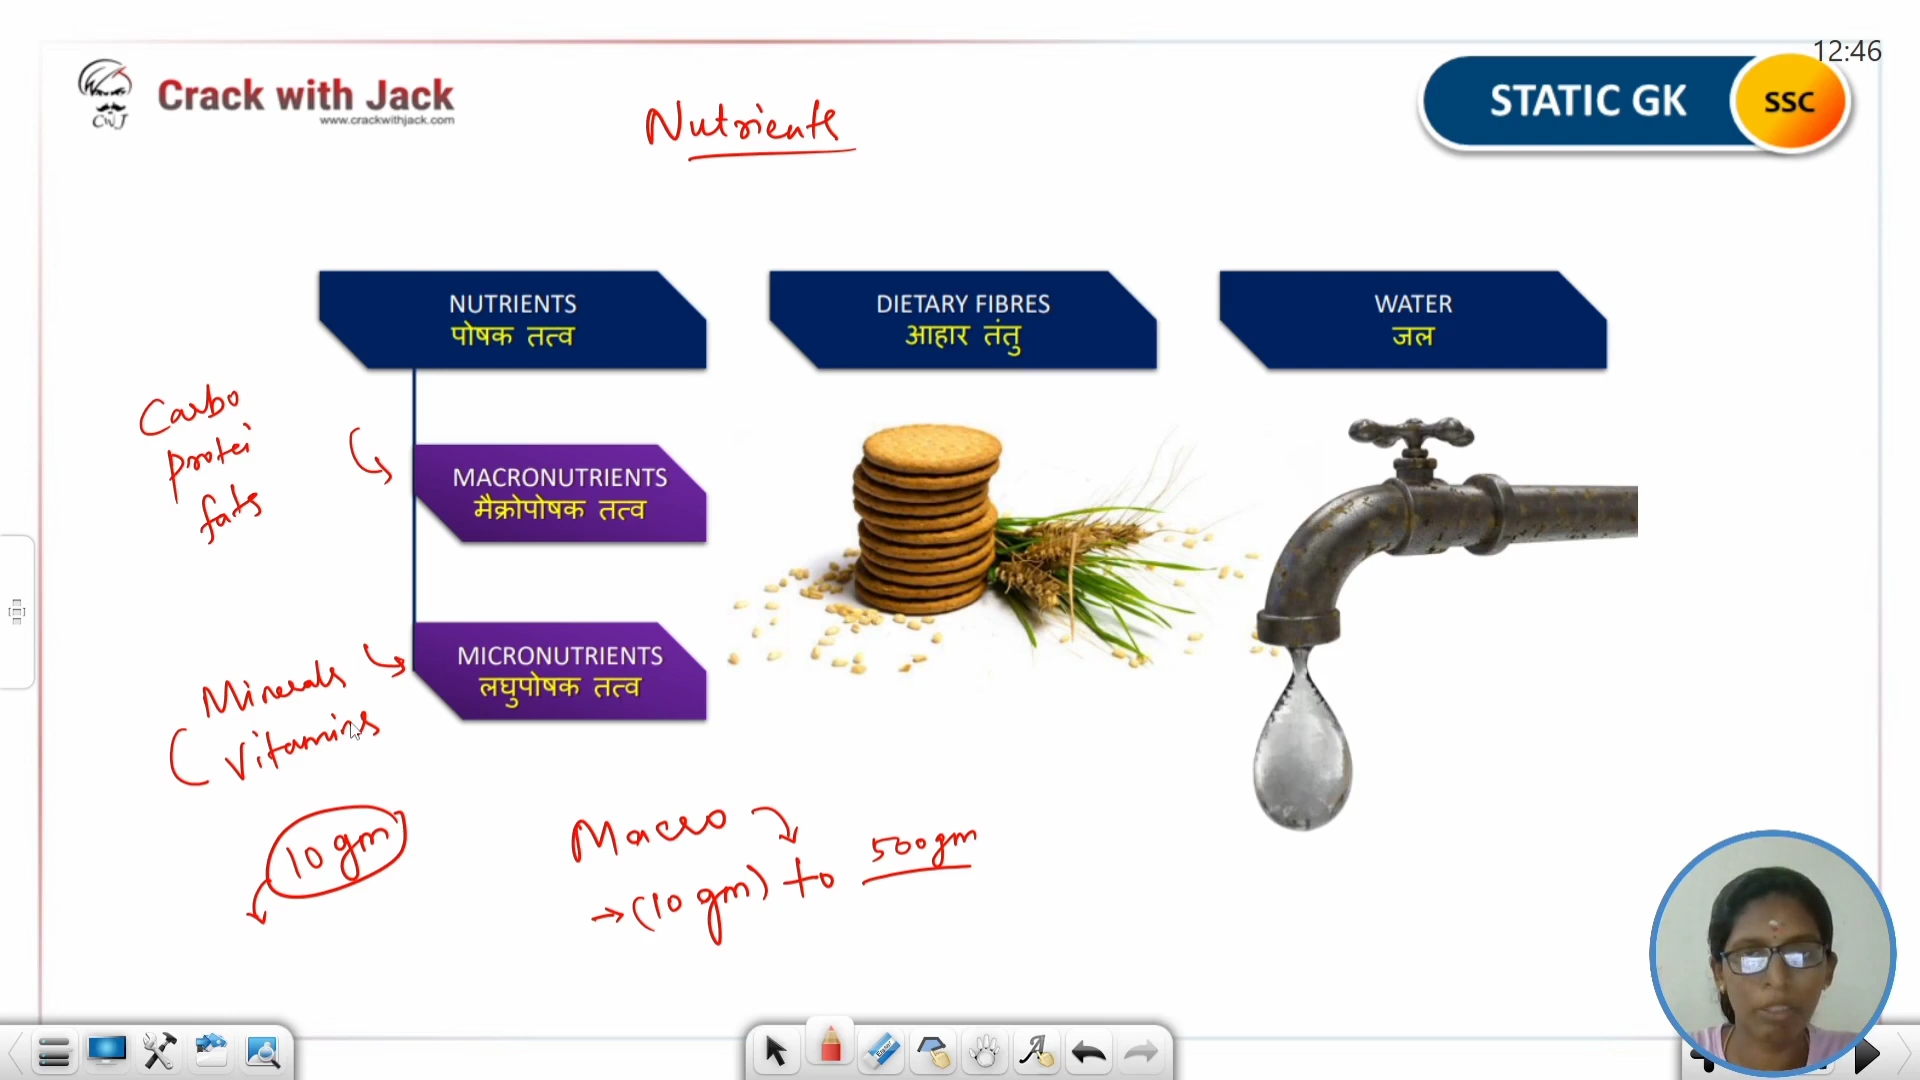 12:46
Crack with Jack
www.crackwithjack.com
CWJ
Nutrients
STATIC GK
SSC
NUTRIENTS
पोषक तत्व
DIETARY FIBRES
आहार तंतु
WATER
जल
Carbo
protei
fats
MACRONUTRIENTS
मैक्रोपोषक तत्व
MICRONUTRIENTS
लघुपोषक तत्व
Minerals
Vitamins
10 gm
Macro
→(10 gm) to 500gm